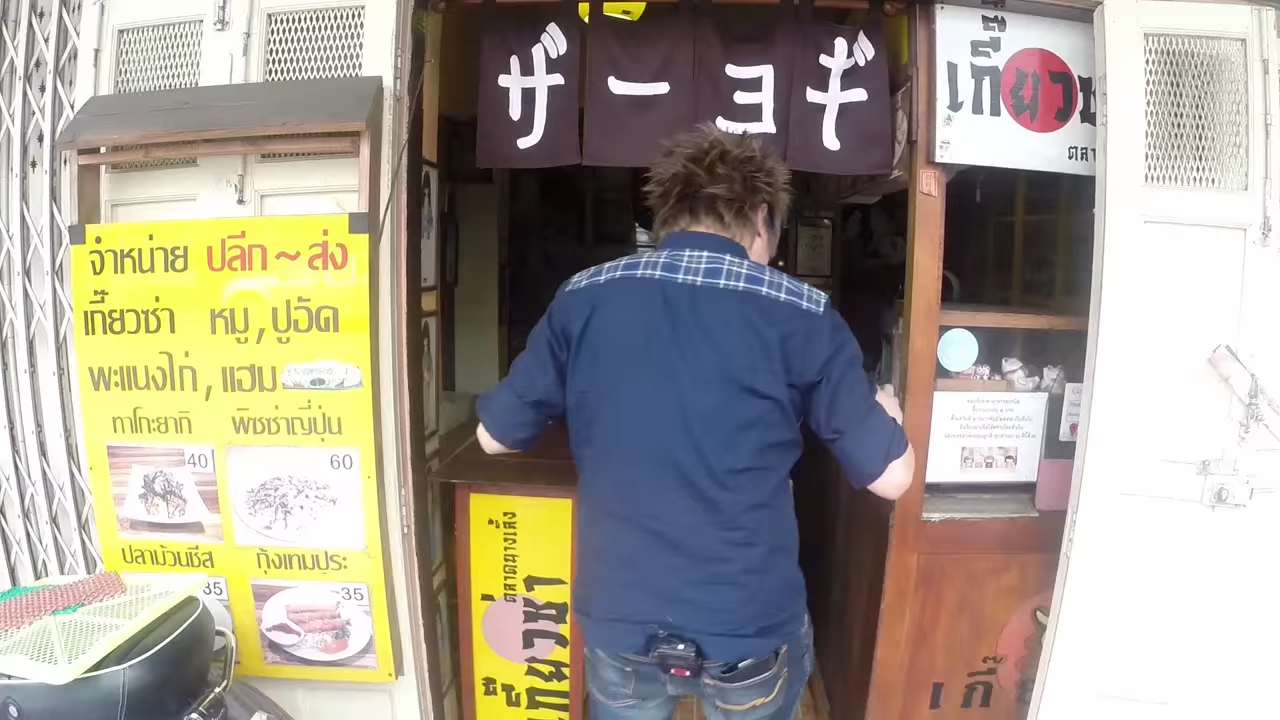 ザーヨギ
เกี๊ยวซ
ตลา
จำหน่าย ปลีก ~ ส่ง
เกี๊ยวซ่า หมู, ปูอัด
พะแนงไก่, แฮม
ทาโกะยากิ พิซซ่าญี่ปุ่น
40 60
ปลาม้วนชีส กุ้งเทมปุระ
35 35
ตลาดนางเลิ้ง
เกี๊ยวซ่า
เกี๊